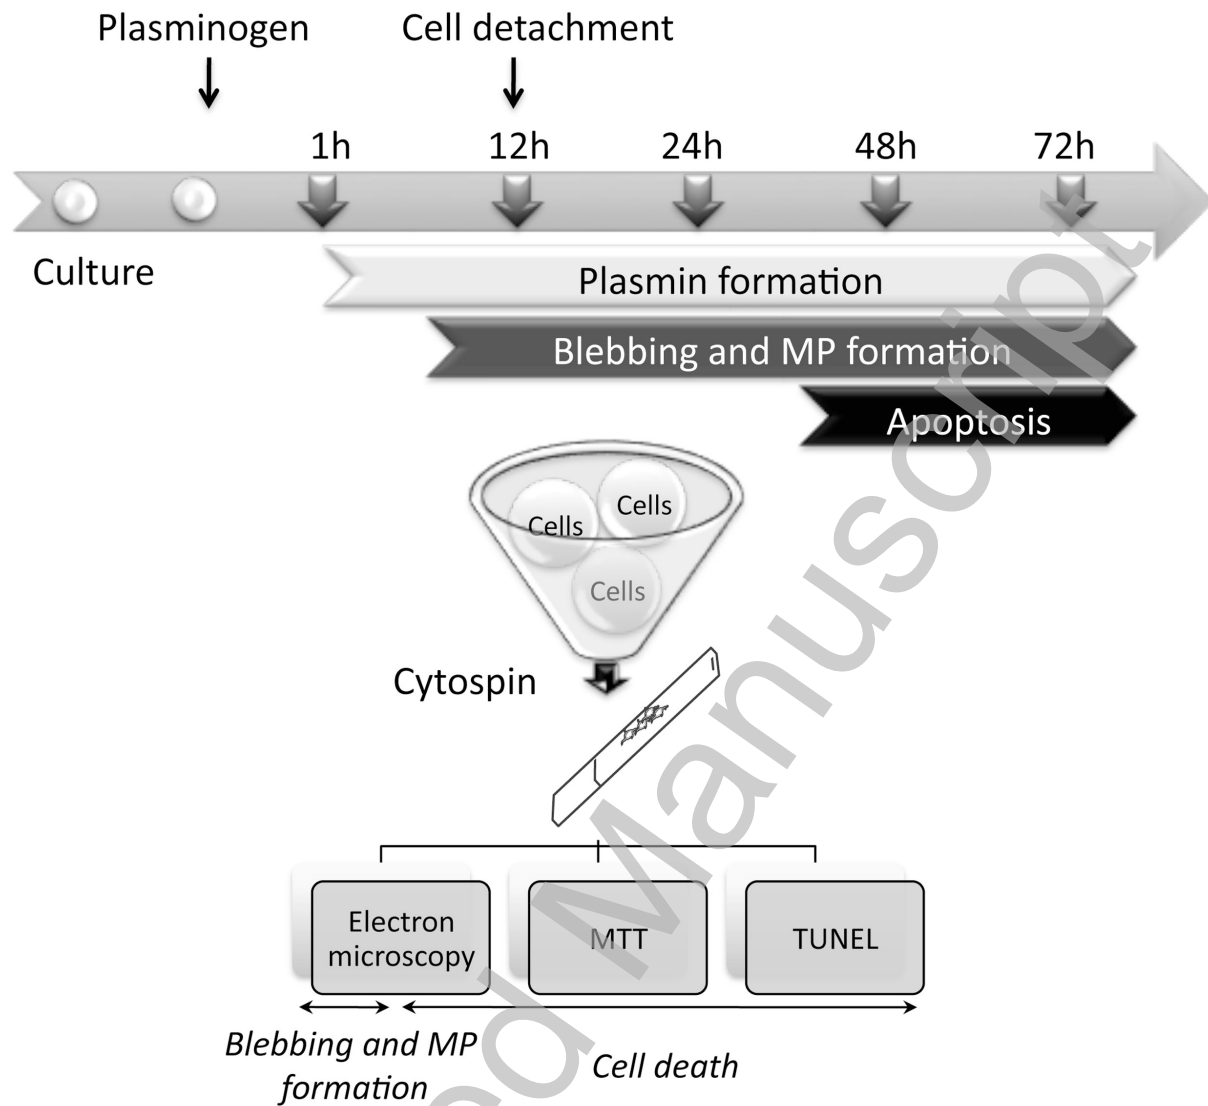 Plasminogen
Cell detachment
1h
12h
24h
48h
72h
Culture
Plasmin formation
Blebbing and MP formation
Apoptosis
Cells
Cells
Cells
Cytospin
Electron
microscopy
MTT
TUNEL
Blebbing and MP
formation
Cell death
Manuscript